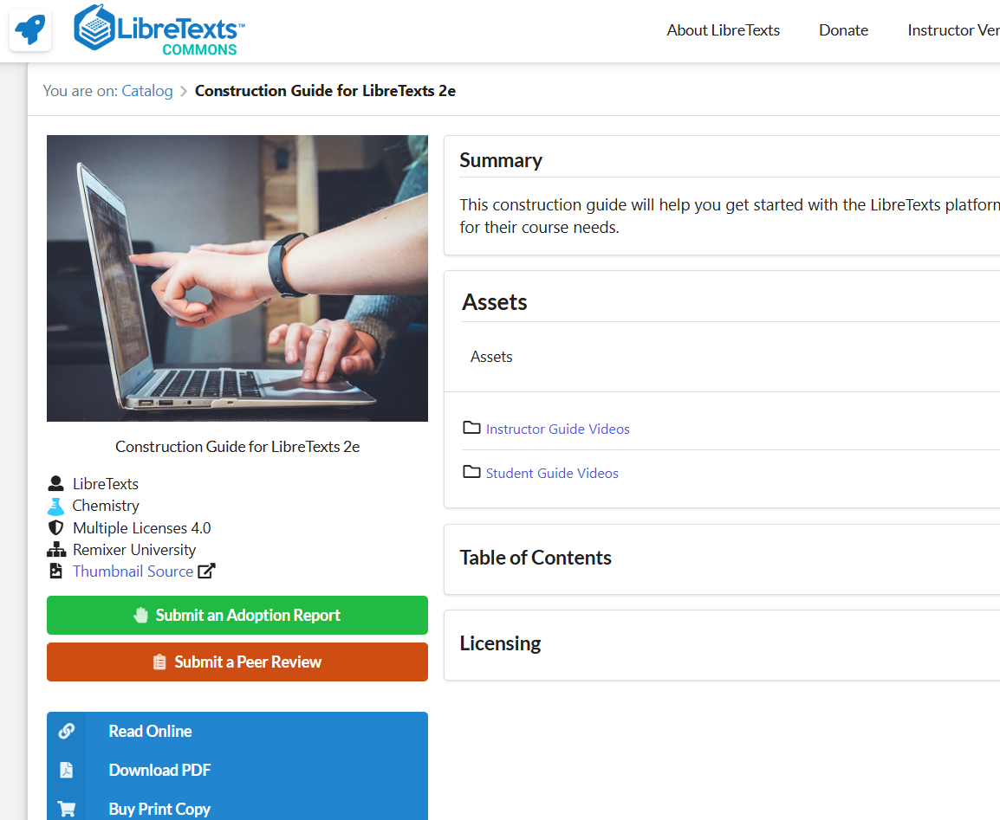 LibreTexts™
COMMONS
About LibreTexts Donate Instructor Ver
You are on: Catalog > Construction Guide for LibreTexts 2e
Construction Guide for LibreTexts 2e
LibreTexts
Chemistry
Multiple Licenses 4.0
Remixer University
Thumbnail Source
Submit an Adoption Report
Submit a Peer Review
Read Online
Download PDF
Buy Print Copy
Summary
This construction guide will help you get started with the LibreTexts platform
for their course needs.
Assets
Assets
Instructor Guide Videos
Student Guide Videos
Table of Contents
Licensing